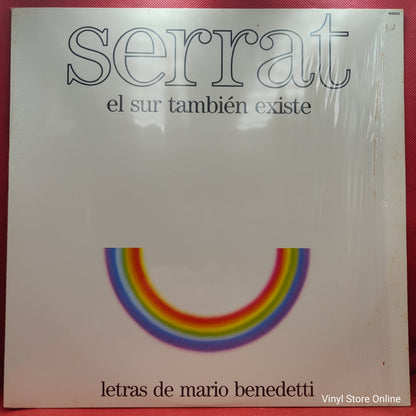 serrat
el sur también existe
letras de mario benedetti
Vinyl Store Online